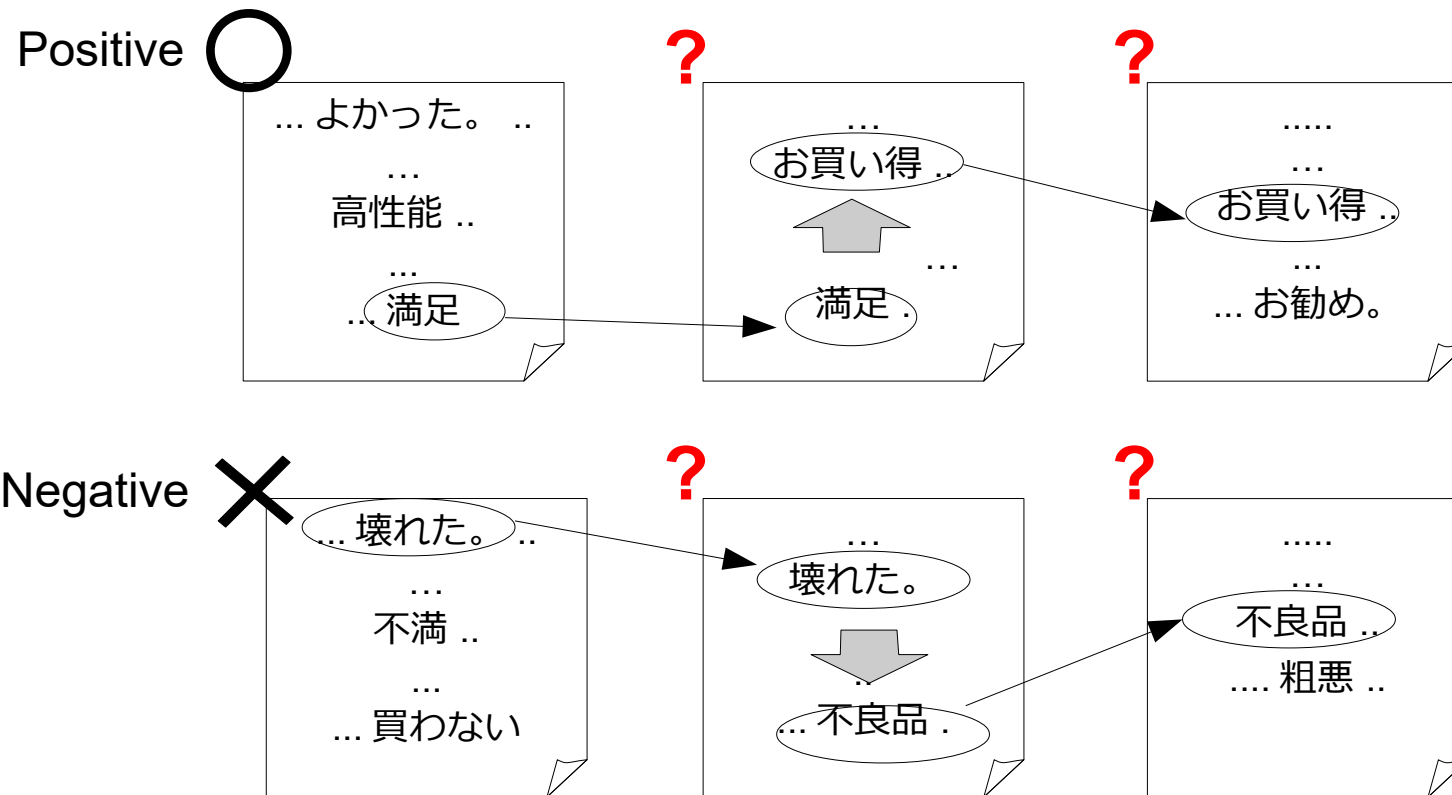 Positive
... よかった。 ..
...
高性能 ..
...
... 満足
?
...
お買い得 ..
...
満足 .
?
.....
...
お買い得 ..
...
... お勧め。
Negative
... 壊れた。 ..
...
不満 ..
...
... 買わない
?
...
壊れた。
..
... 不良品 .
?
.....
...
不良品 ..
.... 粗悪 ..